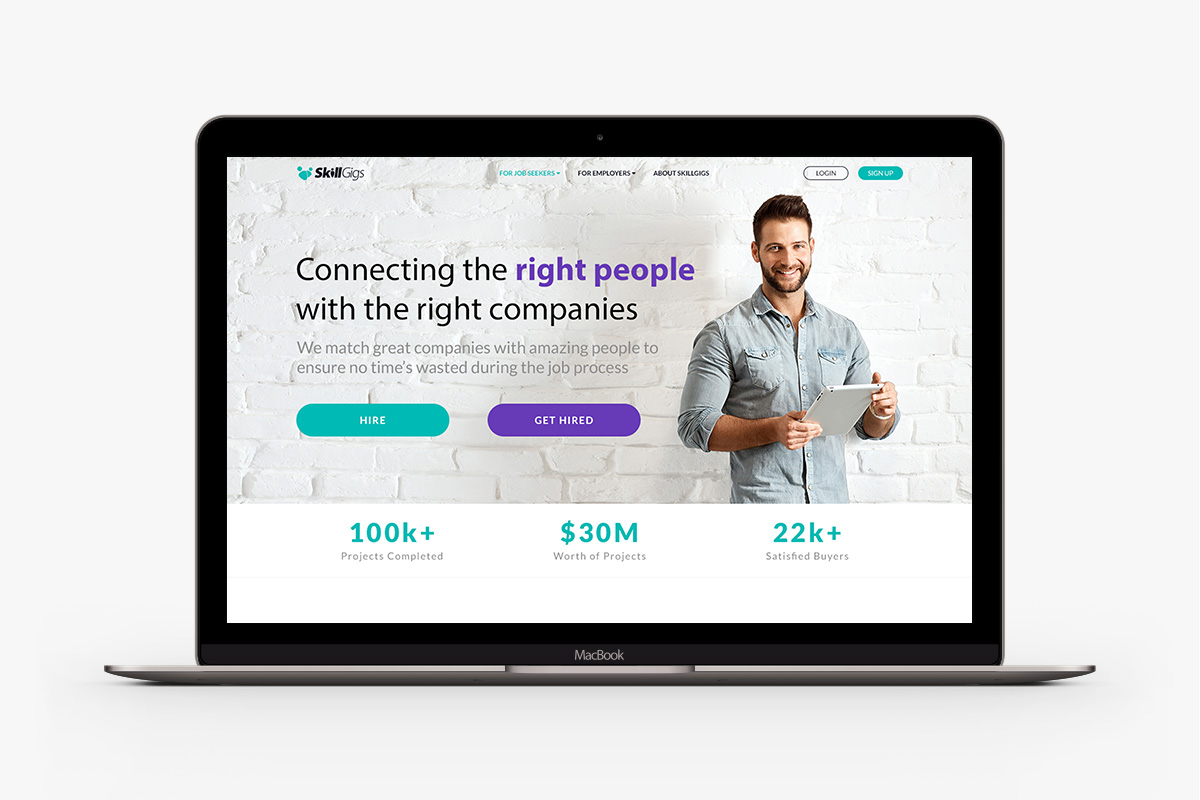 SkillGigs
FOR JOB SEEKERS
FOR EMPLOYERS
ABOUT SKILLGIGS
LOGIN
SIGN UP
Connecting the right people
with the right companies
We match great companies with amazing people to
ensure no time's wasted during the job process
HIRE
GET HIRED
100k+
Projects Completed
$30M
Worth of Projects
22k+
Satisfied Buyers
MacBook